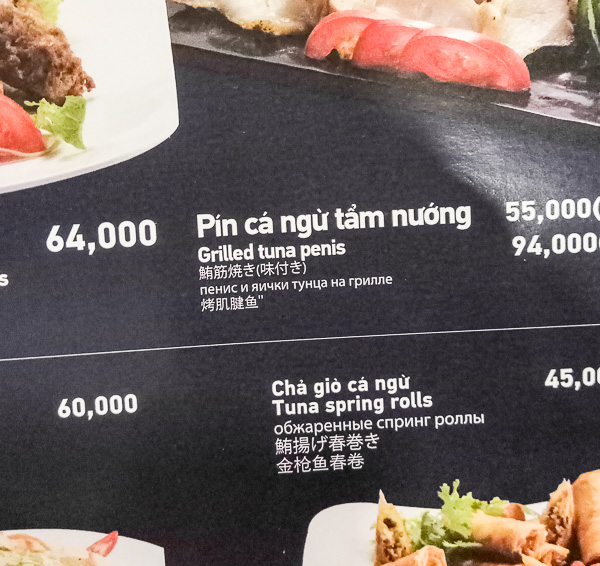 64,000
s
60,000
Pín cá ngừ tẩm nướng
Grilled tuna penis
鮪筋焼き(味付き)
пенис и яички тунца на грилле
烤肌腱鱼"
55,000(
94,000(
Chả giò cá ngừ
Tuna spring rolls
обжаренные спринг роллы
鮪揚げ春巻き
金枪鱼春卷
45,00